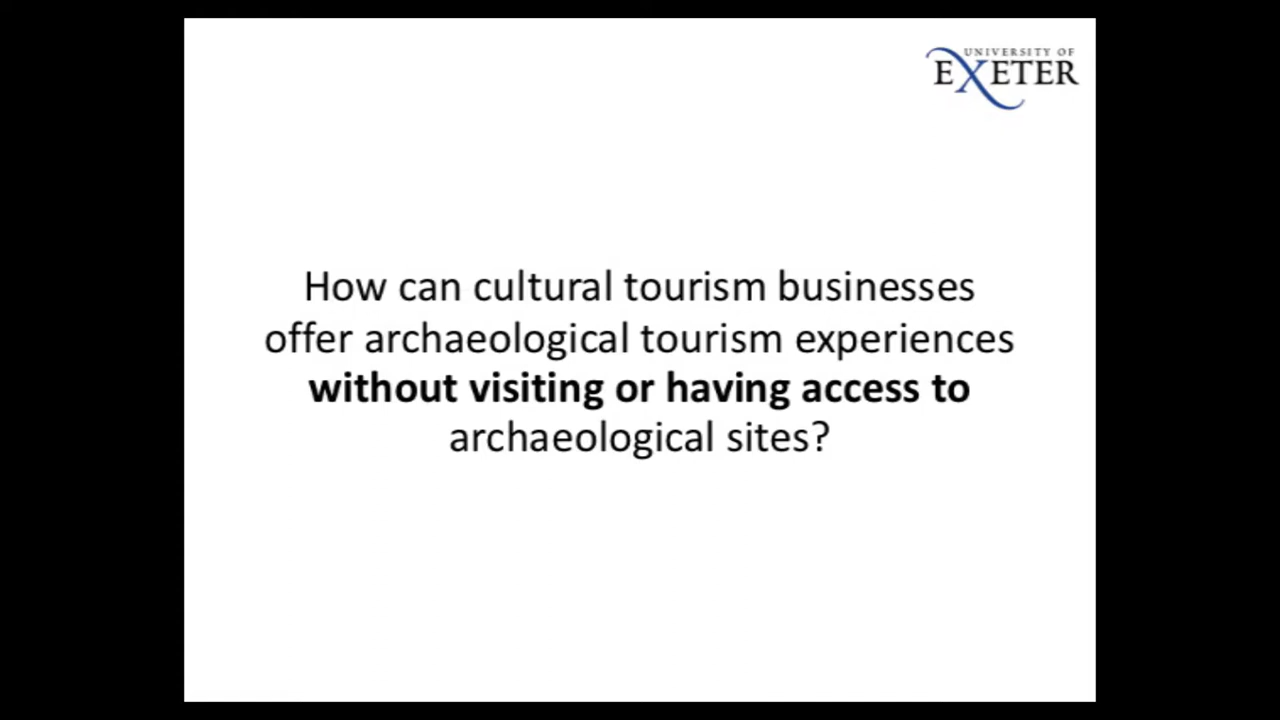 UNIVERSITY OF
EXETER
How can cultural tourism businesses
offer archaeological tourism experiences
without visiting or having access to
archaeological sites?